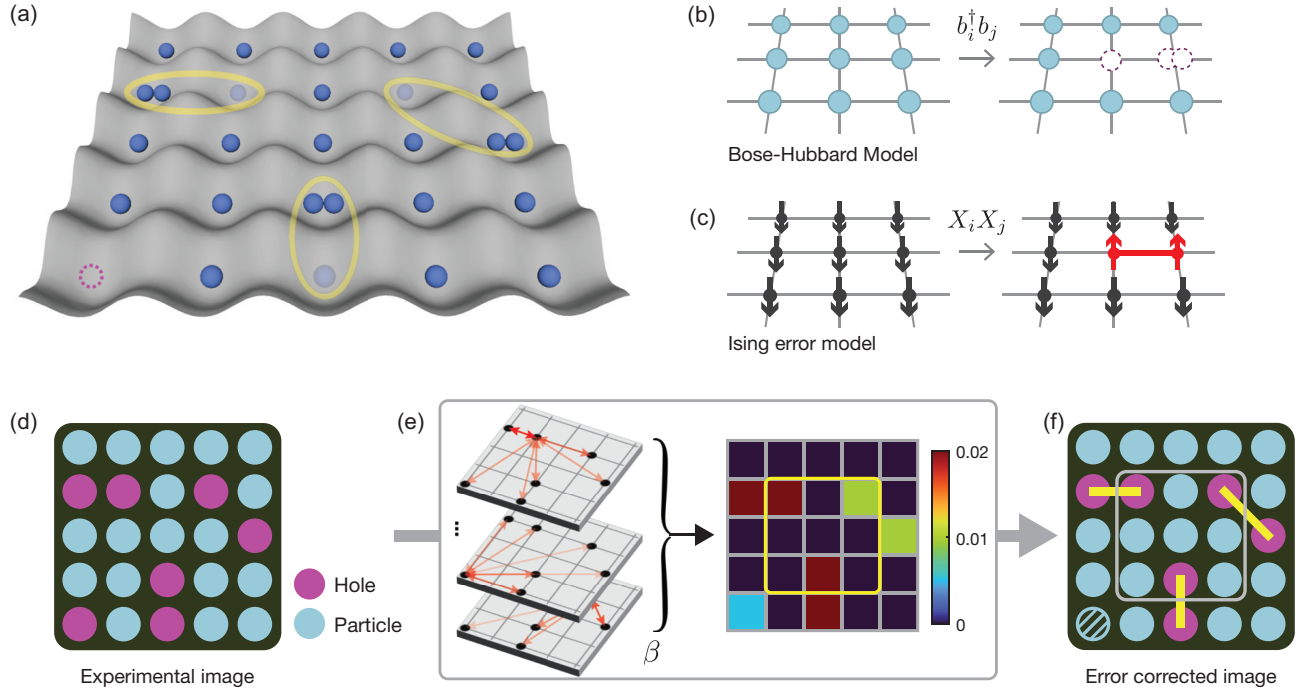 (a)
(b)
b†ᵢbⱼ
Bose-Hubbard Model
(c)
XᵢXⱼ
Ising error model
(d)
Hole
Particle
Experimental image
(e)
⋮
β
0.02
0.01
0
(f)
Error corrected image